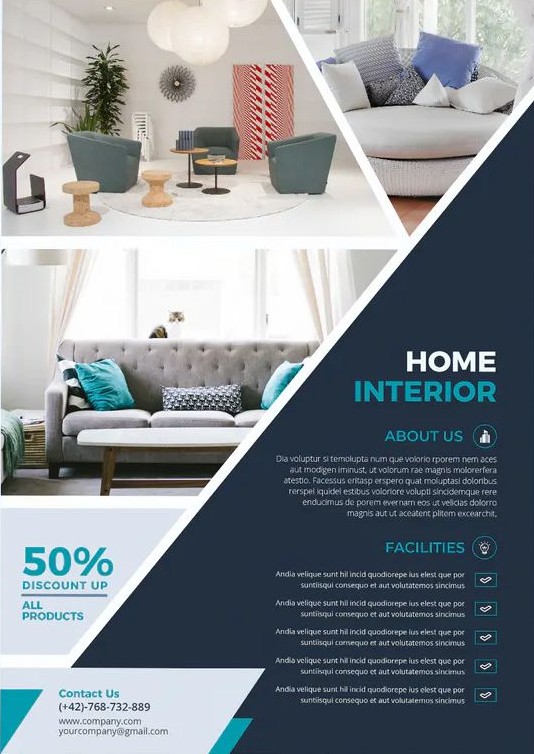 HOME
INTERIOR
ABOUT US
Dia voluptur si temolupta num que volorio rporem nem aces
aut modigen iminust, ut volorum rae magnis molorerfera
atestio. Facessus eritasp erspero quat moluptasi doloribus
rerspel iquidel estibus voloriore volupti sincidemque rere
enducimus de porem evernam eos ut velicias dolorro
magnis aut ut aceatent plitem excearchit,
FACILITIES
Andia velique sunt hil incid quodiorepe ius elest que por
suntiisqui consequo et aut volutatemos sincimus
Andia velique sunt hil incid quodiorepe ius elest que por
suntiisqui consequo et aut volutatemos sincimus
Andia velique sunt hil incid quodiorepe ius elest que por
suntiisqui consequo et aut volutatemos sincimus
Andia velique sunt hil incid quodiorepe ius elest que por
suntiisqui consequo et aut volutatemos sincimus
Andia velique sunt hil incid quodiorepe ius elest que por
suntiisqui consequo et aut volutatemos sincimus
50%
DISCOUNT UP
ALL
PRODUCTS
Contact Us
(+42)-768-732-889
www.company.com
yourcompany@gmail.com